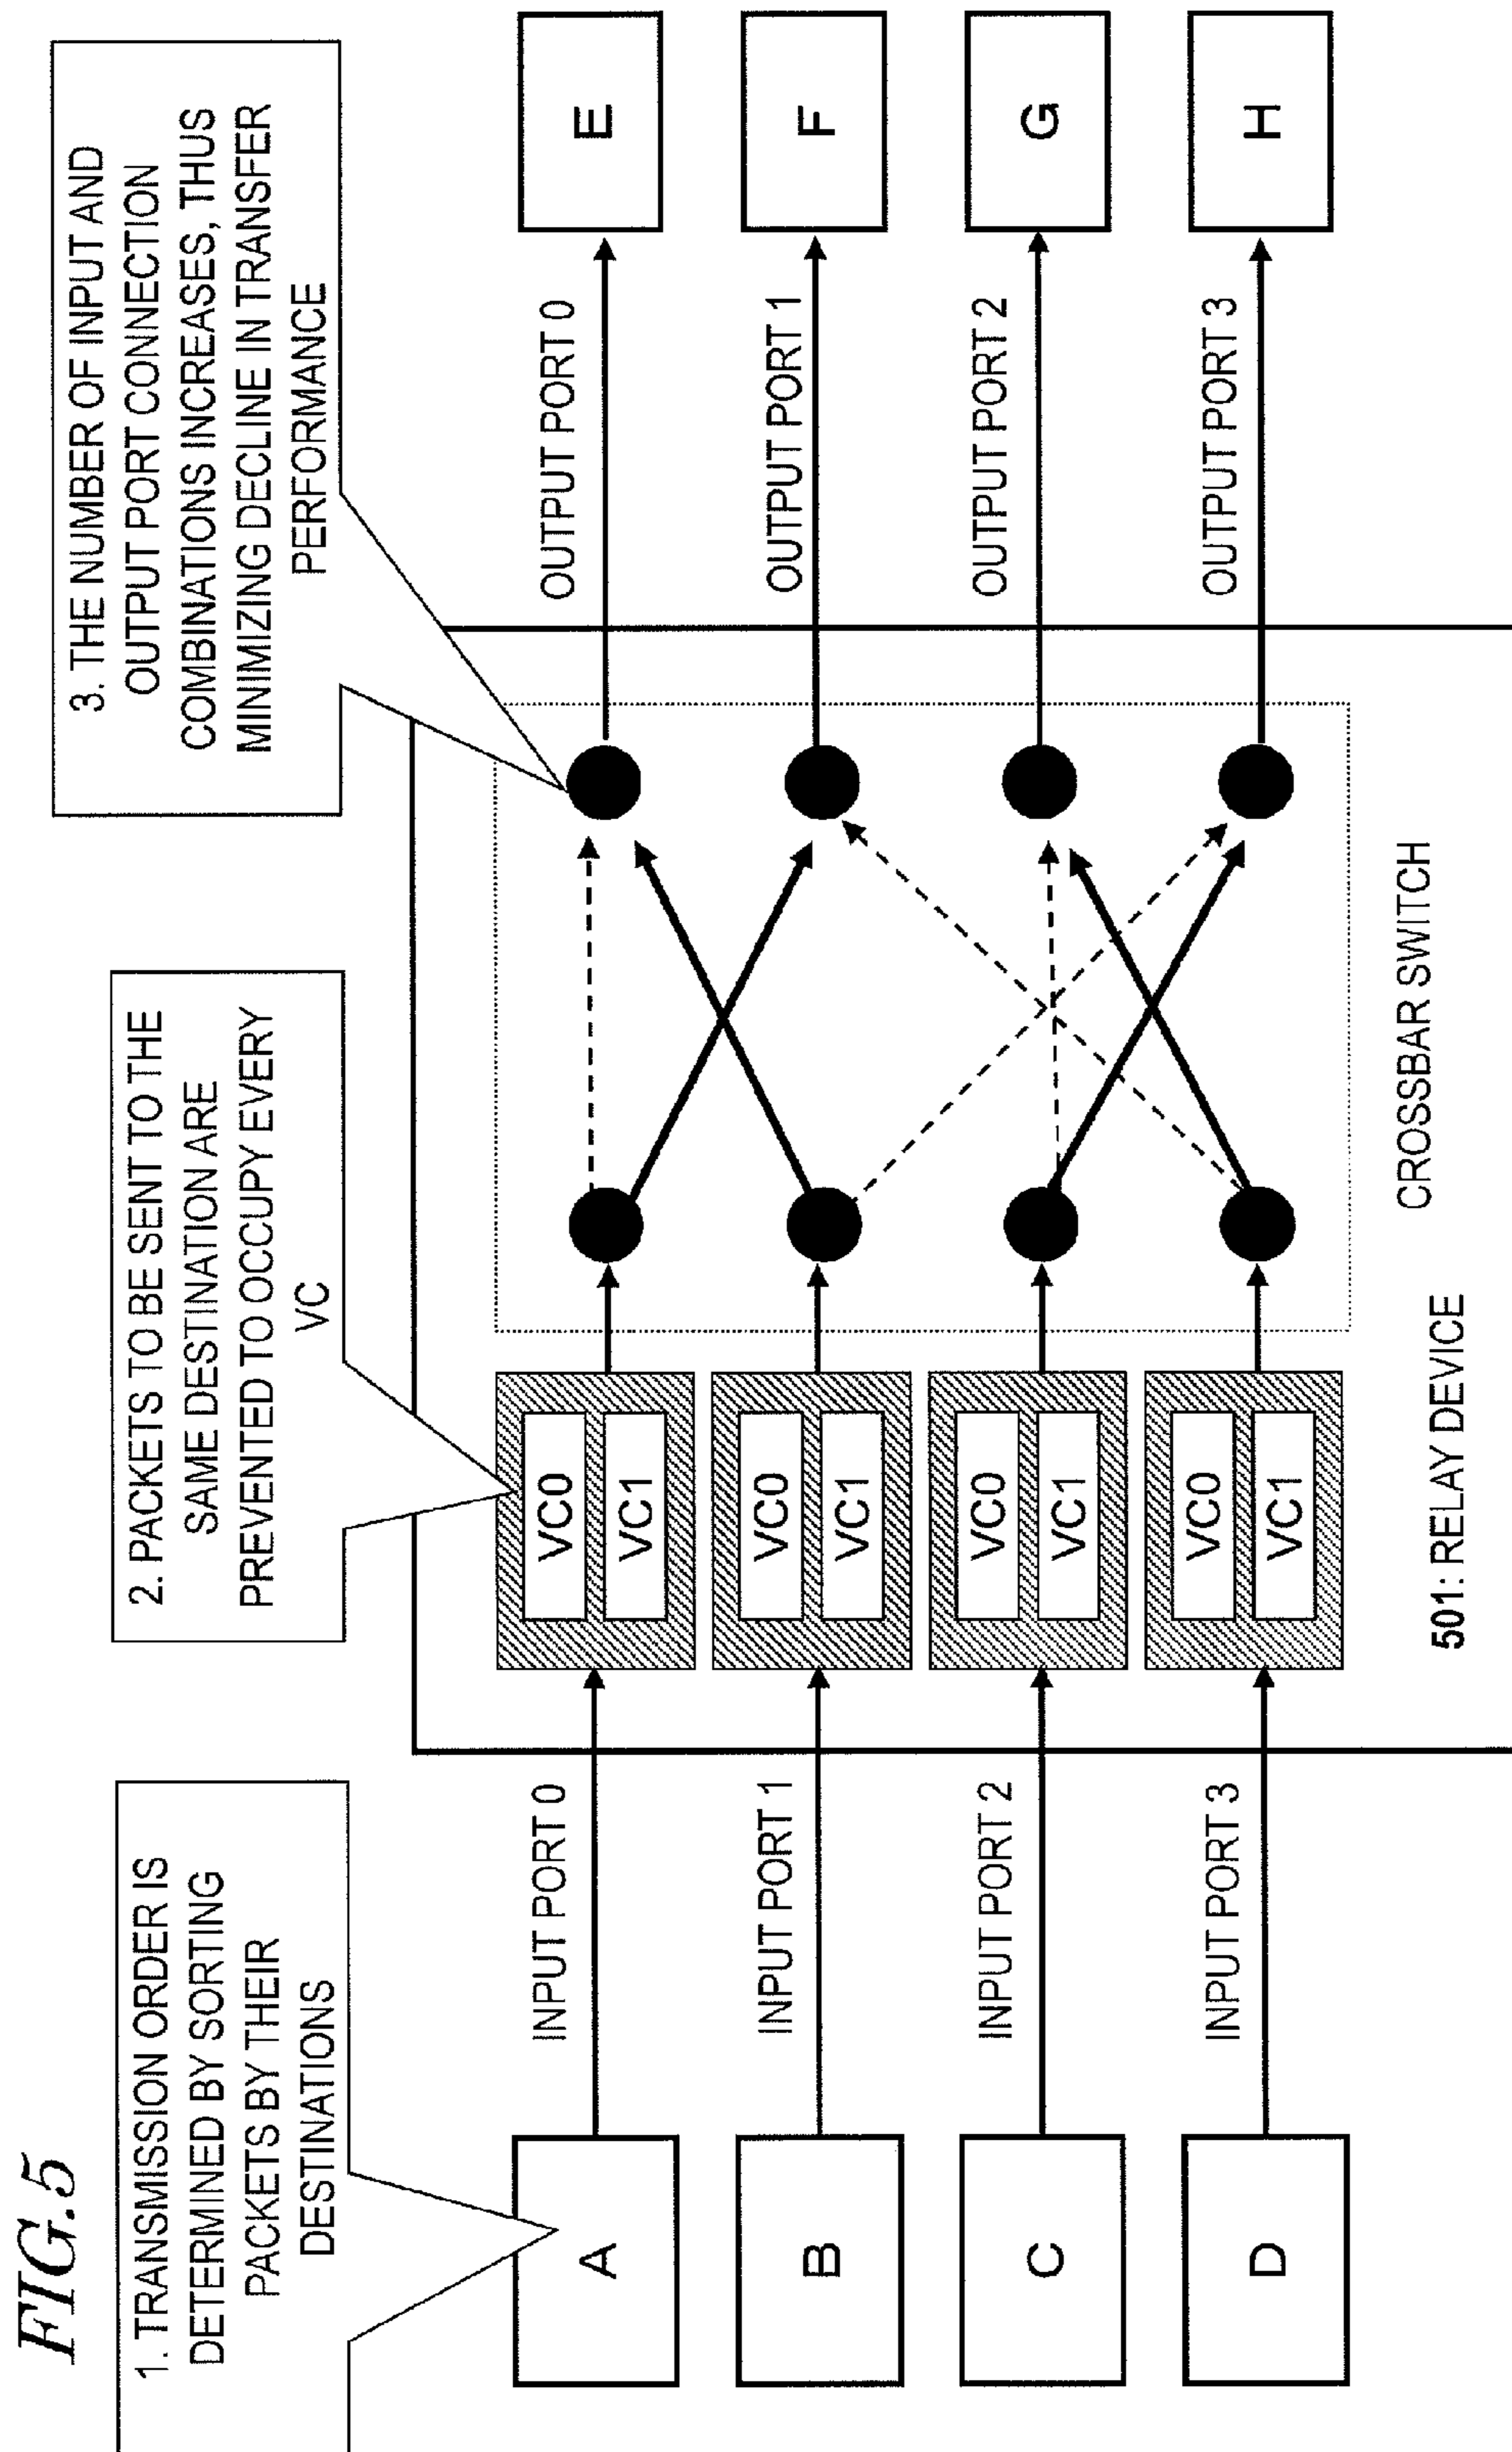 FIG.5
1. TRANSMISSION ORDER IS
DETERMINED BY SORTING
PACKETS BY THEIR
DESTINATIONS
2. PACKETS TO BE SENT TO THE
SAME DESTINATION ARE
PREVENTED TO OCCUPY EVERY
VC
3. THE NUMBER OF INPUT AND
OUTPUT PORT CONNECTION
COMBINATIONS INCREASES, THUS
MINIMIZING DECLINE IN TRANSFER
PERFORMANCE
A
INPUT PORT 0
VC0
VC1
OUTPUT PORT 0
E
B
INPUT PORT 1
VC0
VC1
OUTPUT PORT 1
F
C
INPUT PORT 2
VC0
VC1
OUTPUT PORT 2
G
D
INPUT PORT 3
VC0
VC1
OUTPUT PORT 3
H
CROSSBAR SWITCH
501: RELAY DEVICE